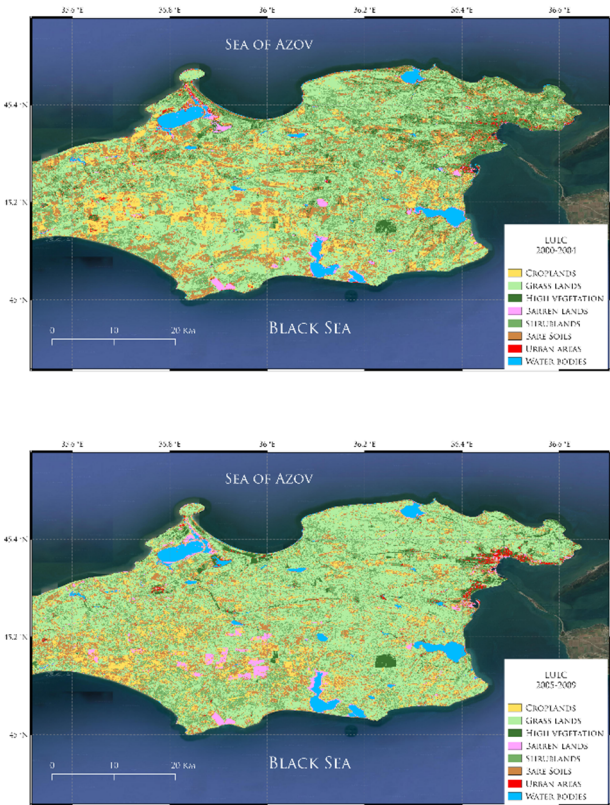 35.6 °E 35.8 °E 36 °E 36.2 °E 36.4 °E 36.6 °E
SEA OF AZOV
45.4
45.2
45°N
LULC
2000-2004
CROPLANDS
GRASS LANDS
HIGH VEGETATION
BARREN LANDS
SHRUBLANDS
BARE SOILS
URBAN AREAS
WATER BODIES
0 10 20 KM
BLACK SEA
35.6 °E 35.8 °E 36 °E 36.2 °E 36.4 °E 36.6 °E
SEA OF AZOV
45.4
45.2
45°N
LULC
2005-2009
CROPLANDS
GRASS LANDS
HIGH VEGETATION
BARREN LANDS
SHRUBLANDS
BARE SOILS
URBAN AREAS
WATER BODIES
0 10 20 KM
BLACK SEA